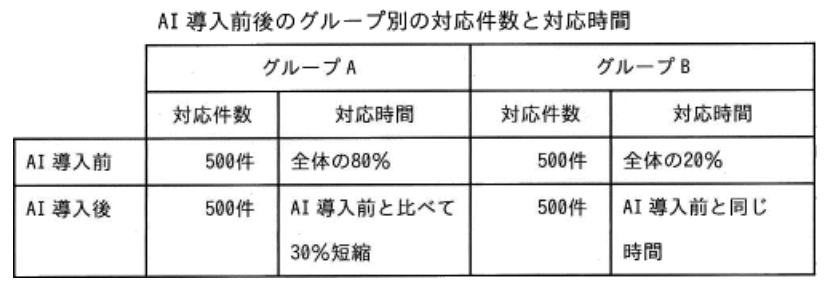 AI 導入前後のグループ別の対応件数と対応時間
グループA グループB
対応件数 対応時間 対応件数 対応時間
AI 導入前 500件 全体の80% 500件 全体の20%
AI 導入後 500件 AI 導入前と比べて 500件 AI 導入前と同じ
30%短縮 時間